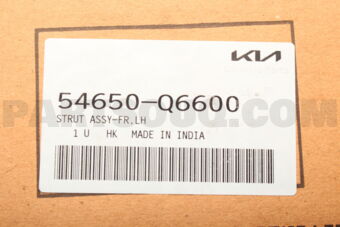 KIA
54650-Q6600
STRUT ASSY-FR,LH
1 U HK MADE IN INDIA